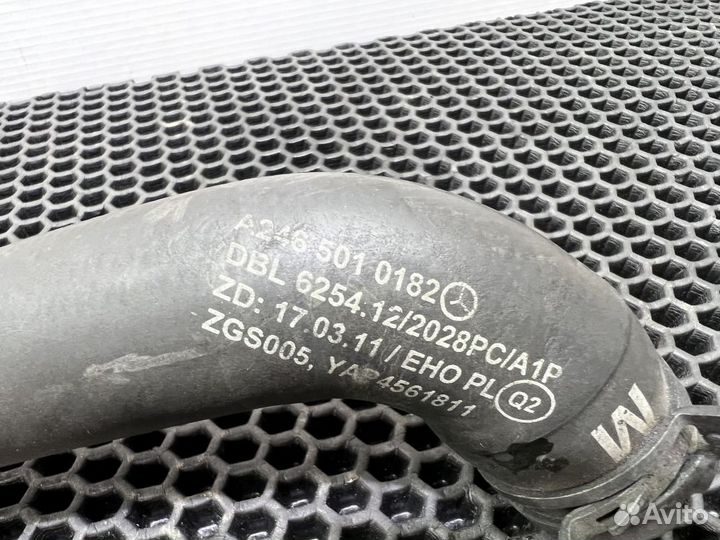 A246 501 0182
DBL 6254.12/2028PC/A1P
ZD: 17.03.11 / EHO PL Q2
ZGS005, YAP4561811
M
Avito